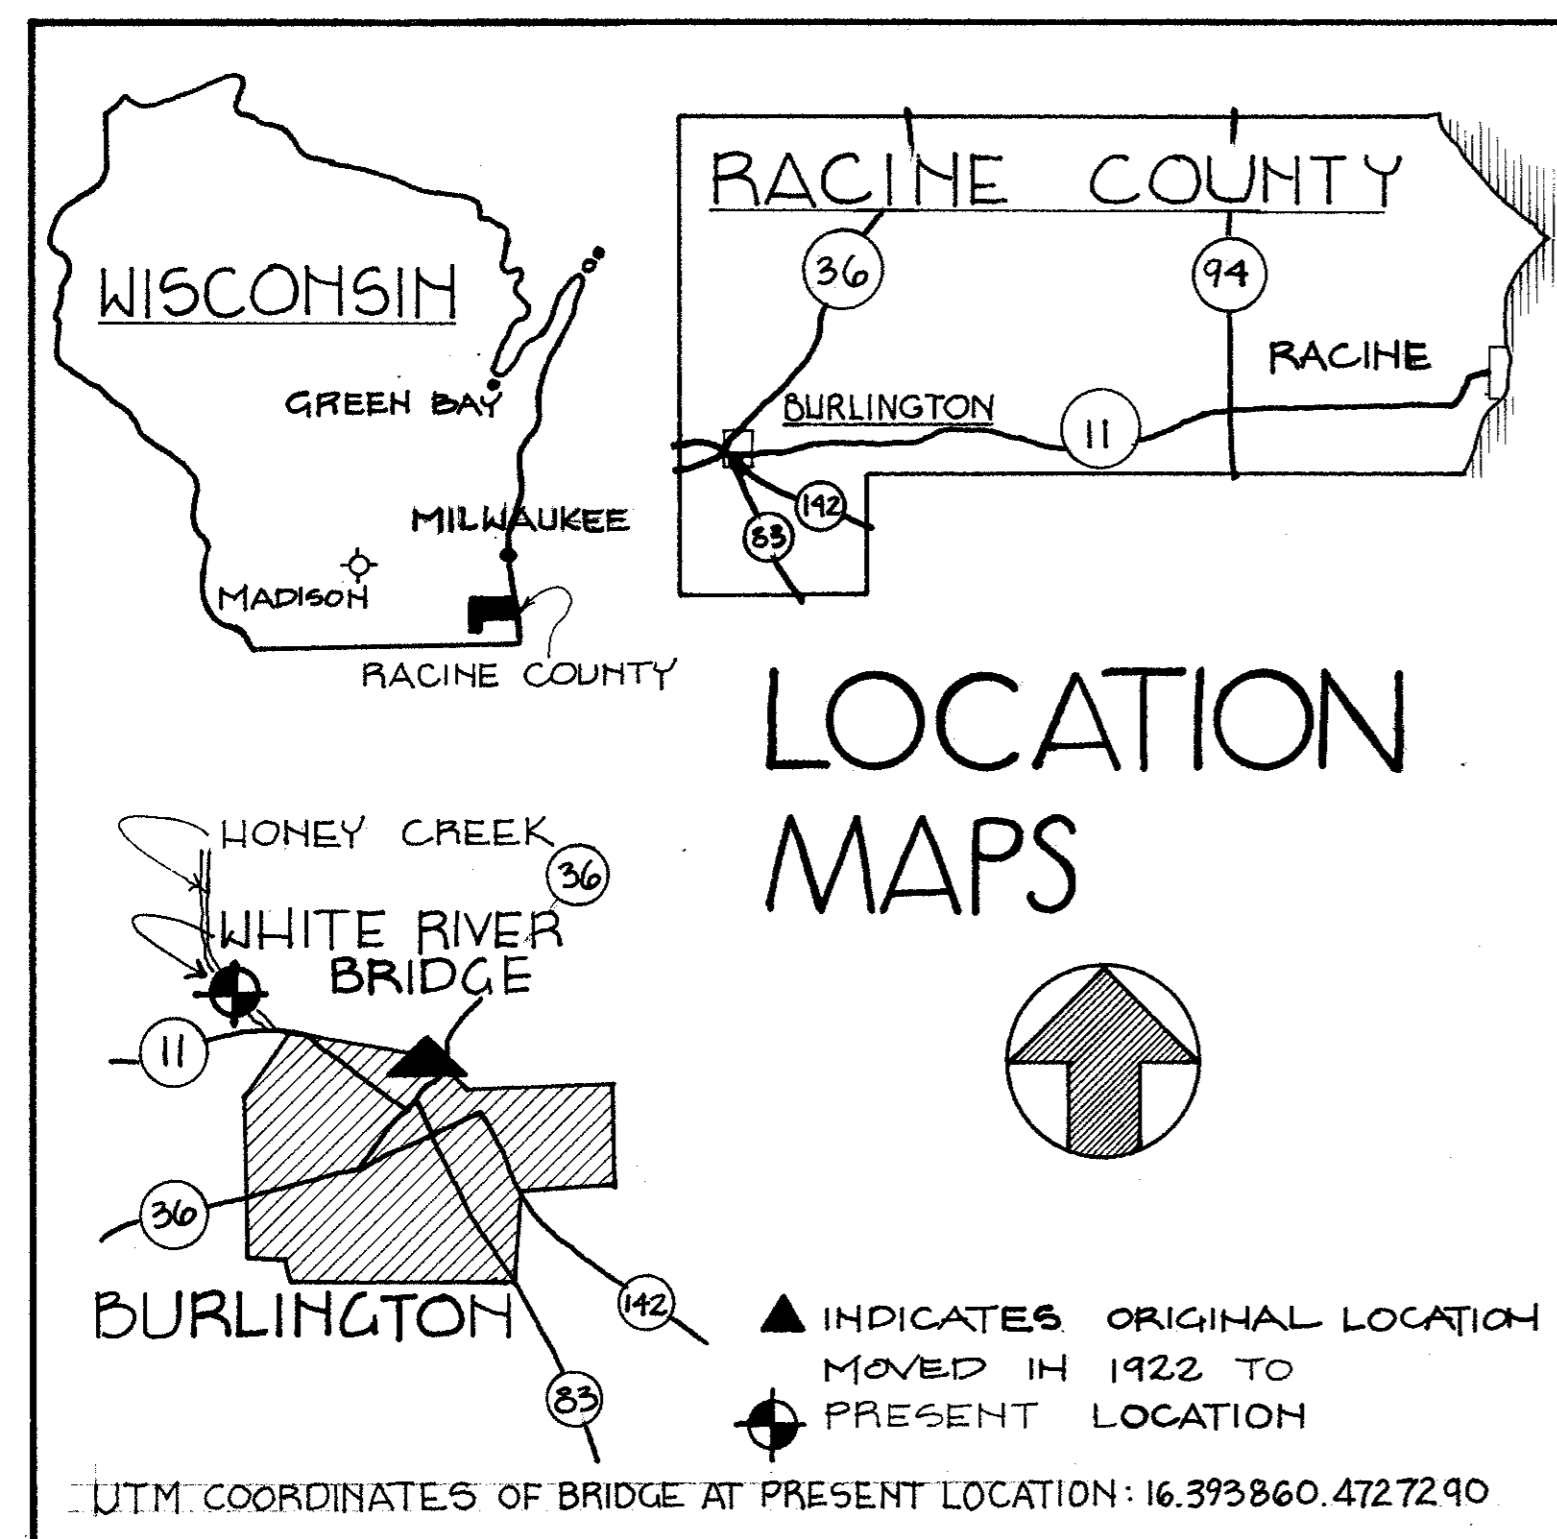 WISCONSIN
GREEN BAY
MILWAUKEE
MADISON
RACINE COUNTY
RACINE COUNTY
36
94
RACINE
BURLINGTON
11
142
83
LOCATION
MAPS
HONEY CREEK
36
WHITE RIVER
BRIDGE
11
36
BURLINGTON
142
83
INDICATES ORIGINAL LOCATION
MOVED IN 1922 TO
PRESENT LOCATION
UTM COORDINATES OF BRIDGE AT PRESENT LOCATION: 16.393860.4727290